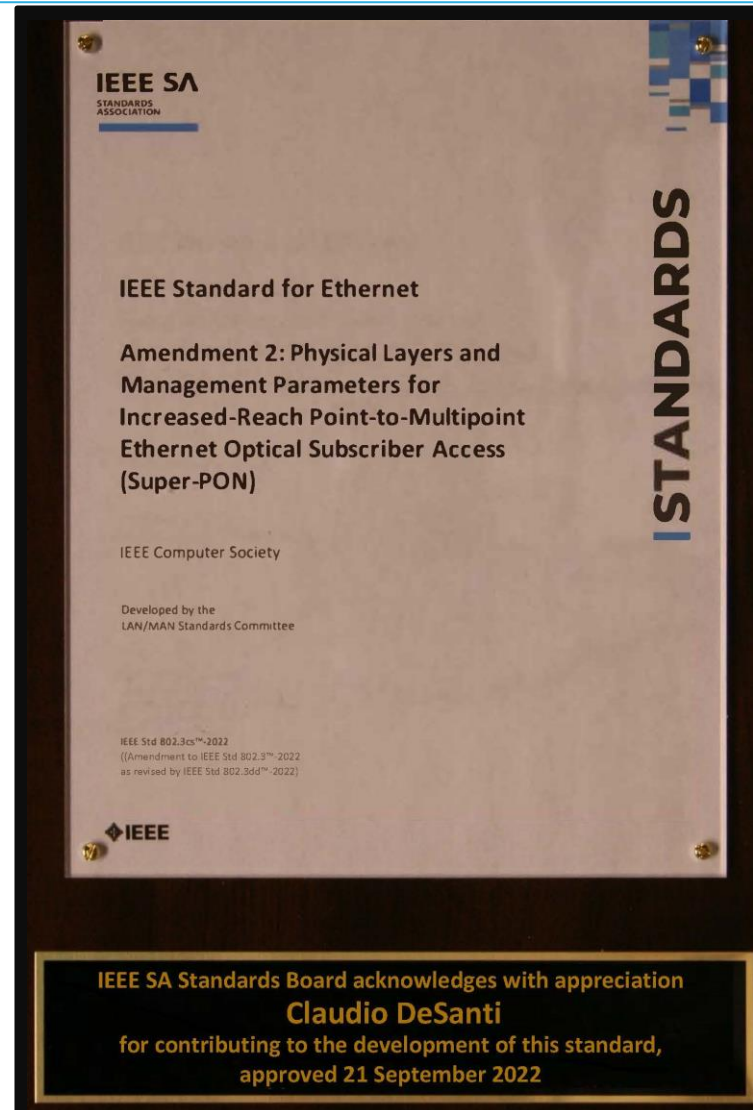 IEEE SA
STANDARDS
ASSOCIATION
STANDARDS
IEEE Standard for Ethernet
Amendment 2: Physical Layers and
Management Parameters for
Increased-Reach Point-to-Multipoint
Ethernet Optical Subscriber Access
(Super-PON)
IEEE Computer Society
Developed by the
LAN/MAN Standards Committee
IEEE Std 802.3cs™-2022
((Amendment to IEEE Std 802.3™-2022
as revised by IEEE Std 802.3dd™-2022)
IEEE
IEEE SA Standards Board acknowledges with appreciation
Claudio DeSanti
for contributing to the development of this standard,
approved 21 September 2022